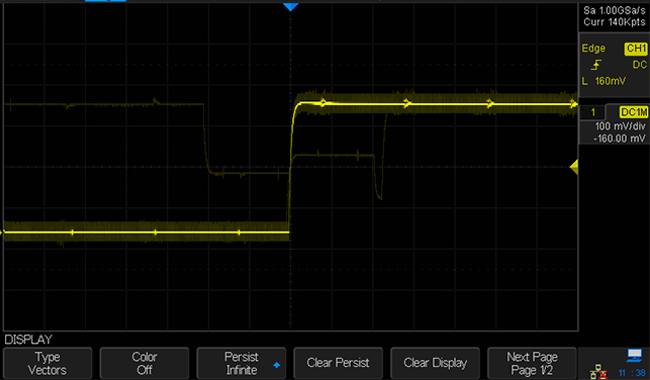 Sa 1.00GSa/s
Curr 140Kpts
Edge CH1
DC
L 160mV
1 DC1M
100 mV/div
-160.00 mV
DISPLAY
Type
Vectors
Color
Off
Persist
Infinite
Clear Persist
Clear Display
Next Page
Page 1/2
11 : 38